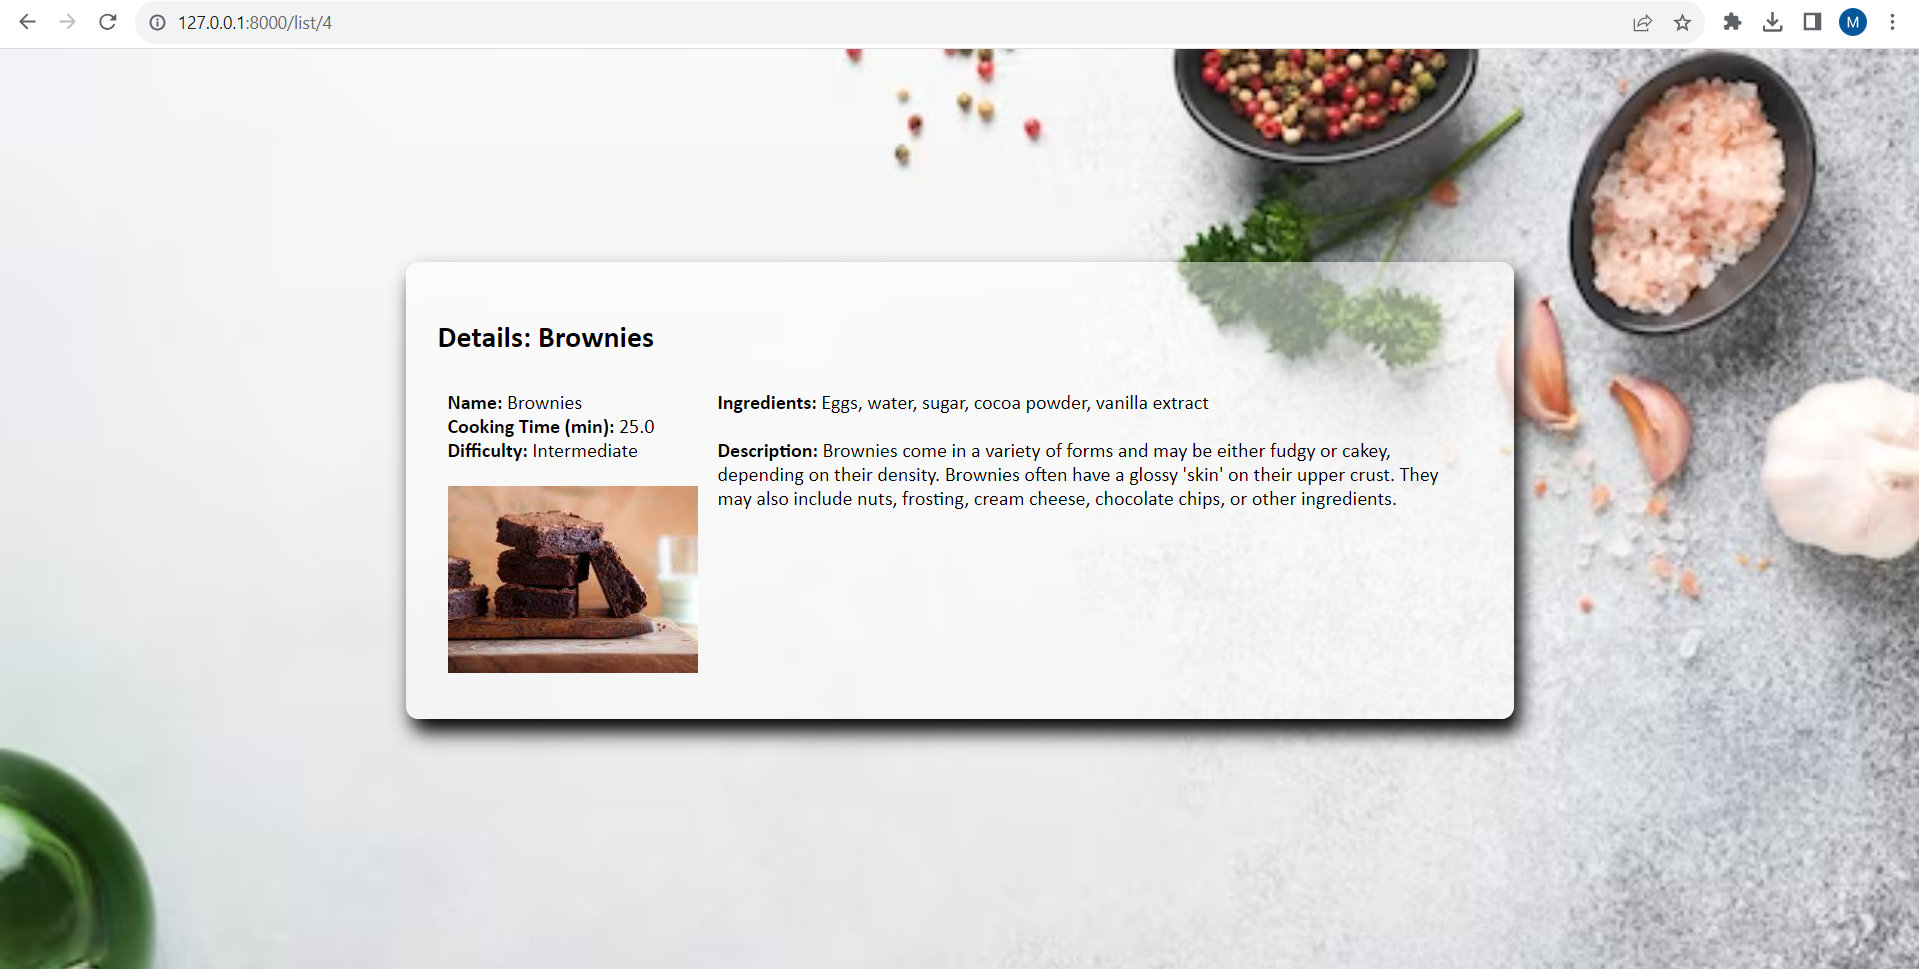 127.0.0.1:8000/list/4
M
Details: Brownies
Name: Brownies
Cooking Time (min): 25.0
Difficulty: Intermediate
Ingredients: Eggs, water, sugar, cocoa powder, vanilla extract
Description: Brownies come in a variety of forms and may be either fudgy or cakey,
depending on their density. Brownies often have a glossy 'skin' on their upper crust. They
may also include nuts, frosting, cream cheese, chocolate chips, or other ingredients.